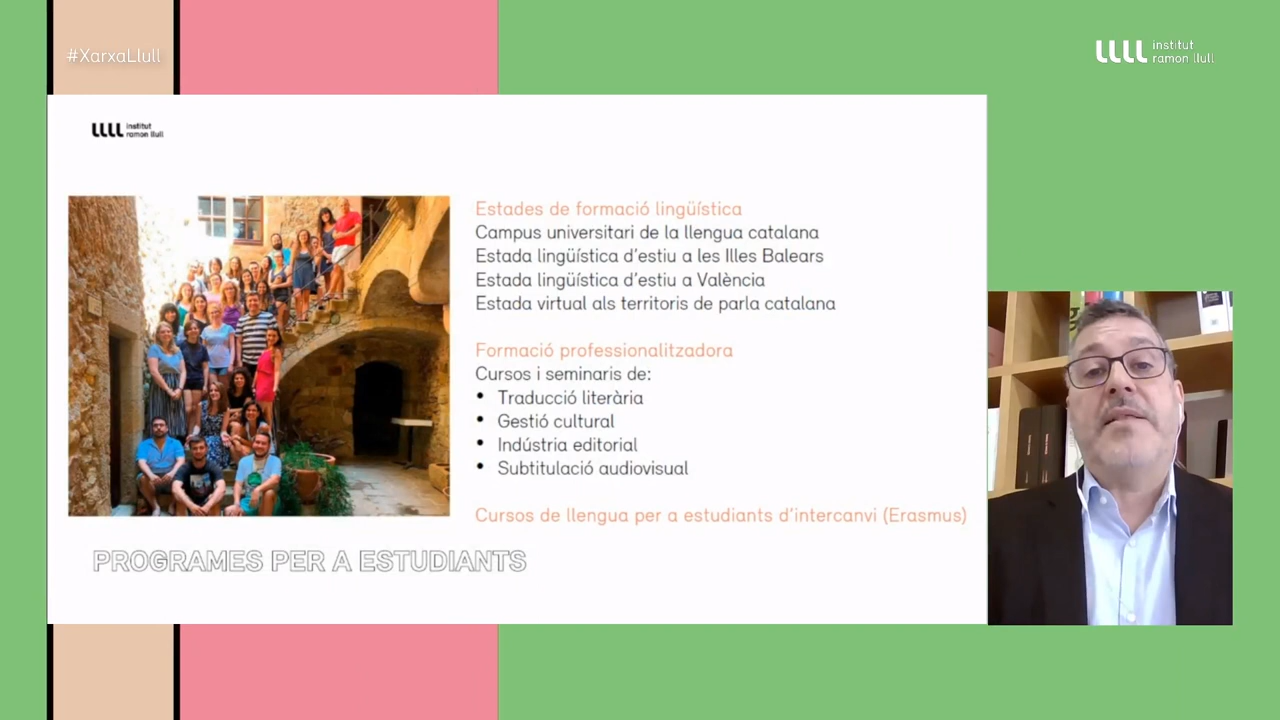 #XarxaLlull
institut
ramon llull
institut
ramon llull
Estades de formació lingüística
Campus universitari de la llengua catalana
Estada lingüística d'estiu a les Illes Balears
Estada lingüística d'estiu a València
Estada virtual als territoris de parla catalana
Formació professionalitzadora
Cursos i seminaris de:
• Traducció literària
• Gestió cultural
• Indústria editorial
• Subtitulació audiovisual
Cursos de llengua per a estudiants d'intercanvi (Erasmus)
PROGRAMES PER A ESTUDIANTS